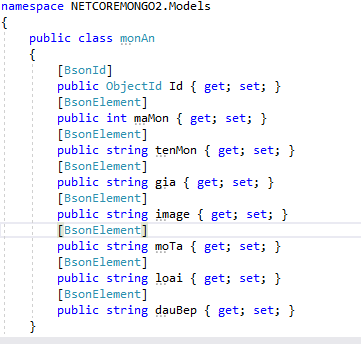 namespace NETCOREMONGO2.Models
{
public class monAn
{
[BsonId]
public ObjectId Id { get; set; }
[BsonElement]
public int maMon { get; set; }
[BsonElement]
public string tenMon { get; set; }
[BsonElement]
public string gia { get; set; }
[BsonElement]
public string image { get; set; }
[BsonElement]
public string moTa { get; set; }
[BsonElement]
public string loai { get; set; }
[BsonElement]
public string dauBep { get; set; }
}